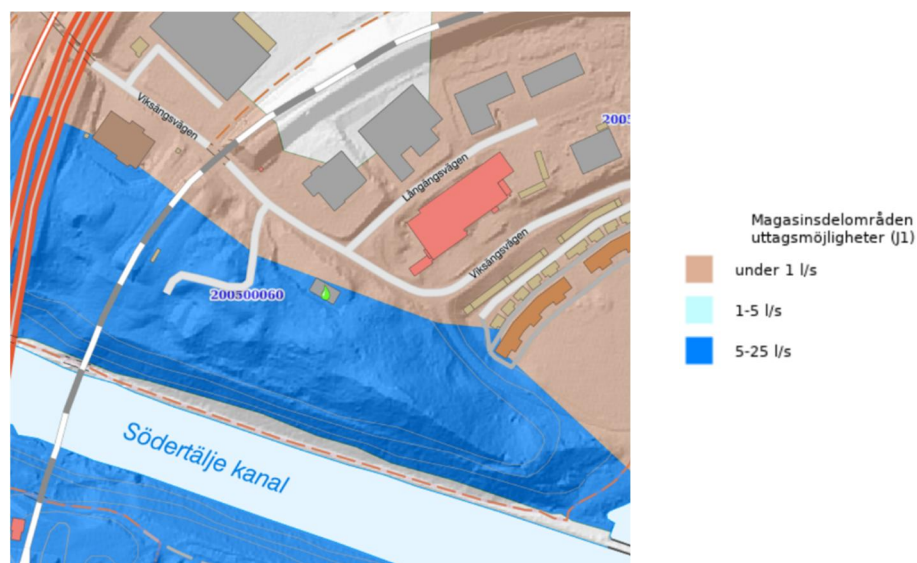 Viksängsvägen
Långängsvägen
2005
Viksängsvägen
200500060
Södertälje kanal
Magasinsdelområden
uttagsmöjligheter (J1)
under 1 l/s
1-5 l/s
5-25 l/s